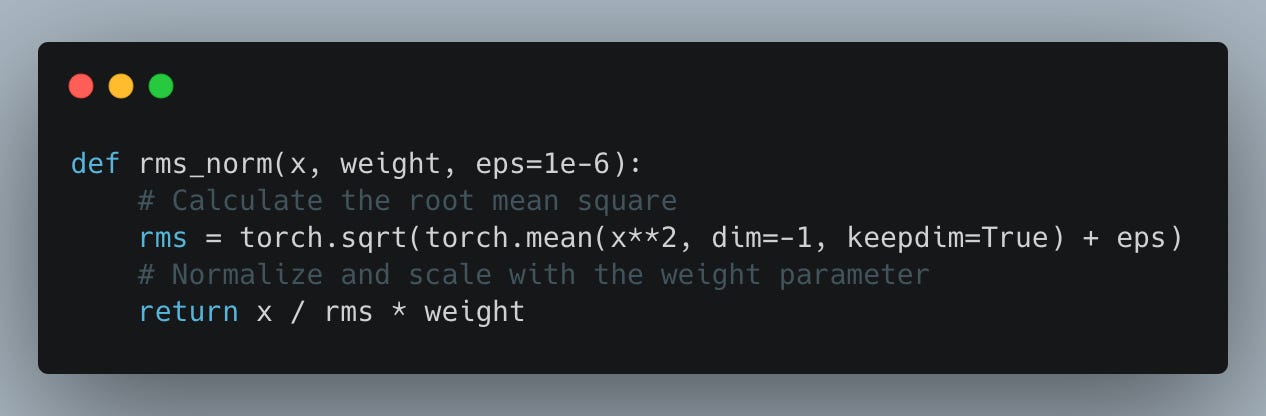 def rms_norm(x, weight, eps=1e-6):
    # Calculate the root mean square
    rms = torch.sqrt(torch.mean(x**2, dim=-1, keepdim=True) + eps)
    # Normalize and scale with the weight parameter
    return x / rms * weight